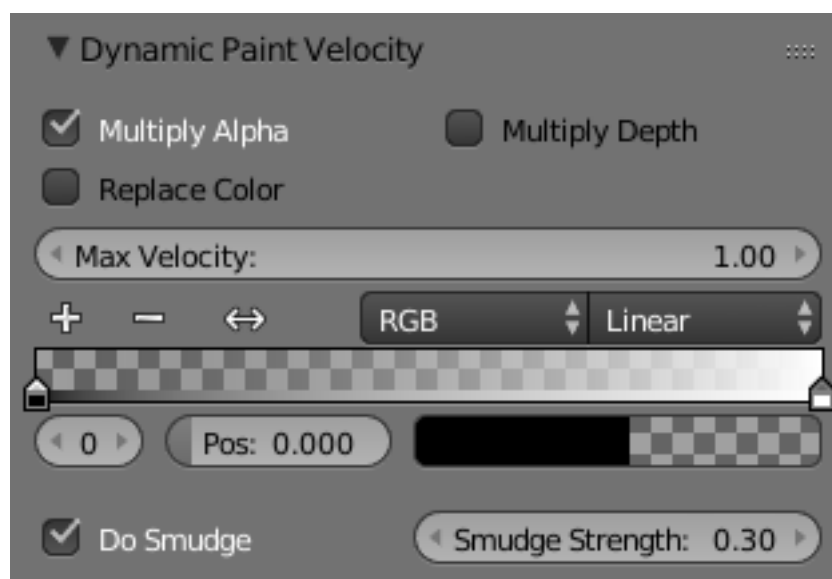 Dynamic Paint Velocity
Multiply Alpha Multiply Depth
Replace Color
Max Velocity: 1.00
RGB Linear
0 Pos: 0.000
Do Smudge Smudge Strength: 0.30